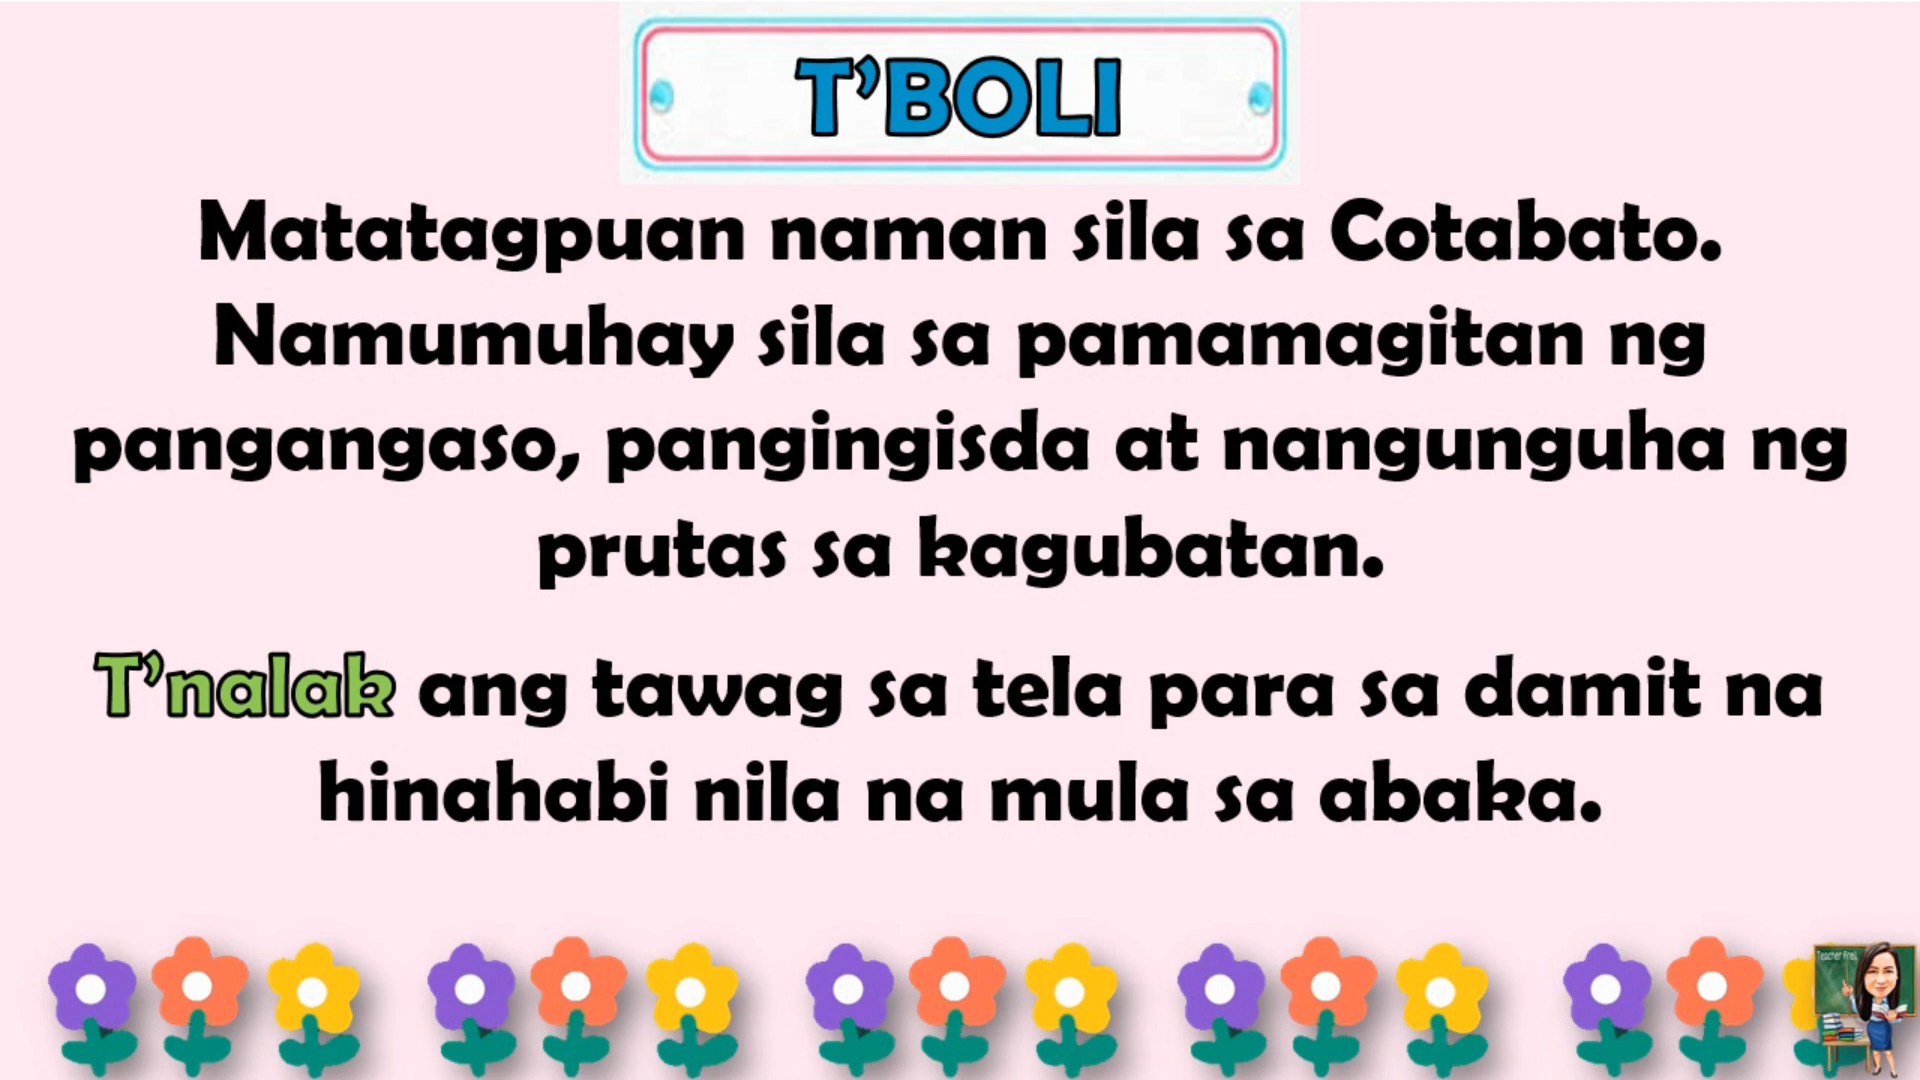 T’BOLI
Matatagpuan naman sila sa Cotabato.
Namumuhay sila sa pamamagitan ng
pangangaso, pangingisda at nangunguha ng
prutas sa kagubatan.
T’nalak ang tawag sa tela para sa damit na
hinahabi nila na mula sa abaka.
Teacher